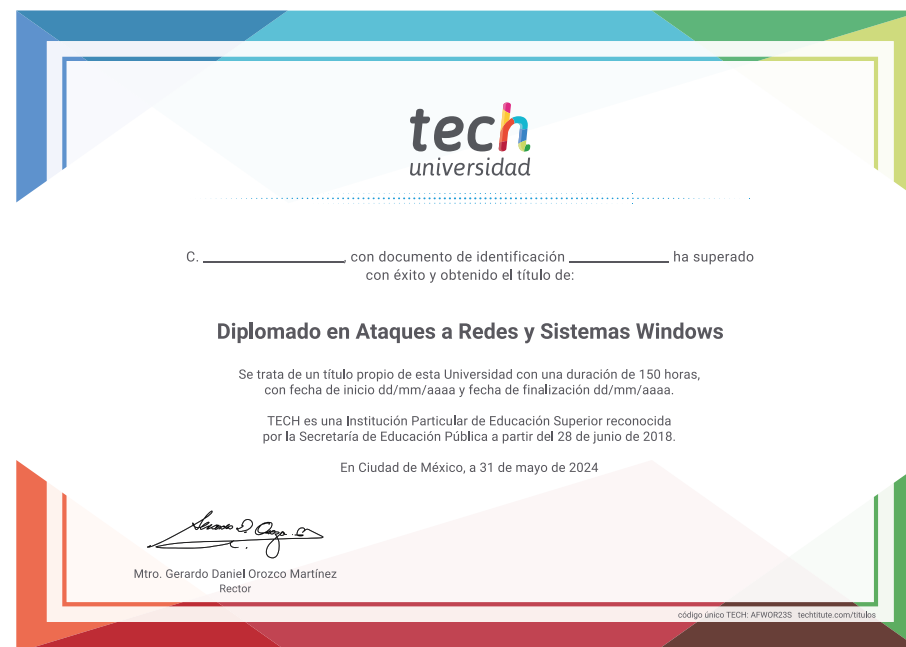 tech
universidad
C. ____________, con documento de identificación ____________ ha superado
con éxito y obtenido el título de:
Diplomado en Ataques a Redes y Sistemas Windows
Se trata de un título propio de esta Universidad con una duración de 150 horas,
con fecha de inicio dd/mm/aaaa y fecha de finalización dd/mm/aaaa.
TECH es una Institución Particular de Educación Superior reconocida
por la Secretaría de Educación Pública a partir del 28 de junio de 2018.
En Ciudad de México, a 31 de mayo de 2024
Mtro. Gerardo Daniel Orozco Martínez
Rector
código único TECH: AFWOR23S techtitute.com/titulos